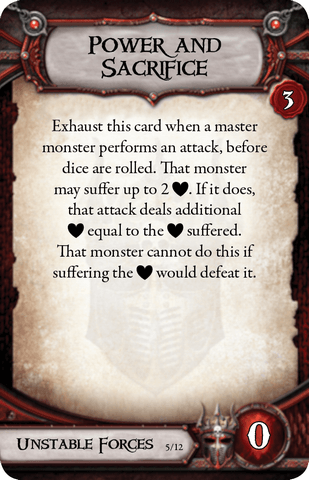 Power and
Sacrifice
3
Exhaust this card when a master
monster performs an attack, before
dice are rolled. That monster
may suffer up to 2 ♥. If it does,
that attack deals additional
♥ equal to the ♥ suffered.
That monster cannot do this if
suffering the ♥ would defeat it.
Unstable Forces 5/12
0